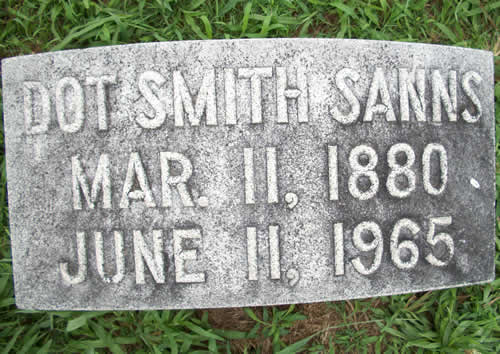 DOT SMITH SANNS
MAR. 11, 1880
JUNE 11, 1965